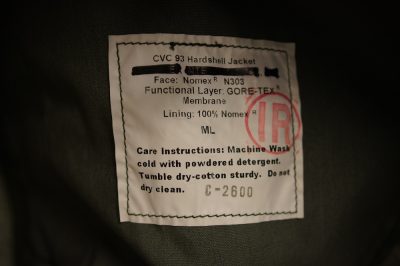 CVC 93 Hardshell Jacket
Face: Nomex R N303
Functional Layer: GORE-TEX R
Membrane
Lining: 100% Nomex R
ML
IR
Care Instructions: Machine Wash
cold with powdered detergent.
Tumble dry-cotton sturdy. Do not
dry clean.
C-2600